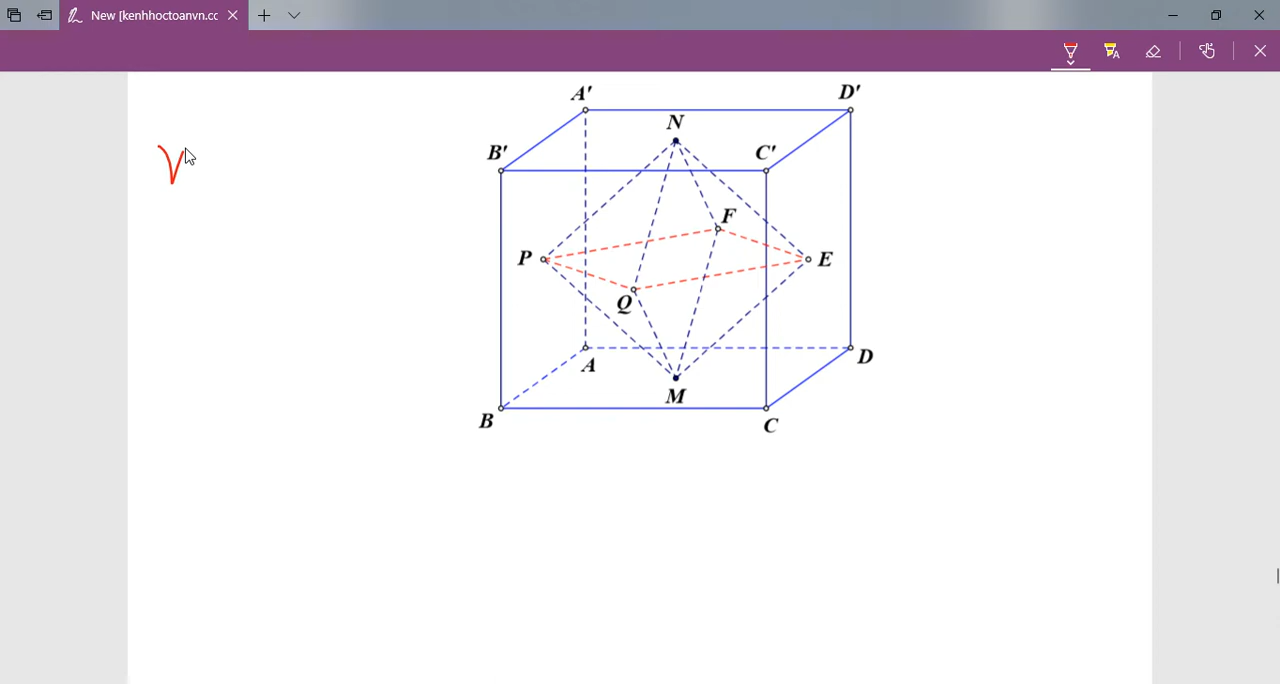 New [kenhhoctoanvn.cc
A
A' D'
N
B' C'
V
F
P E
Q
A D
M
B C